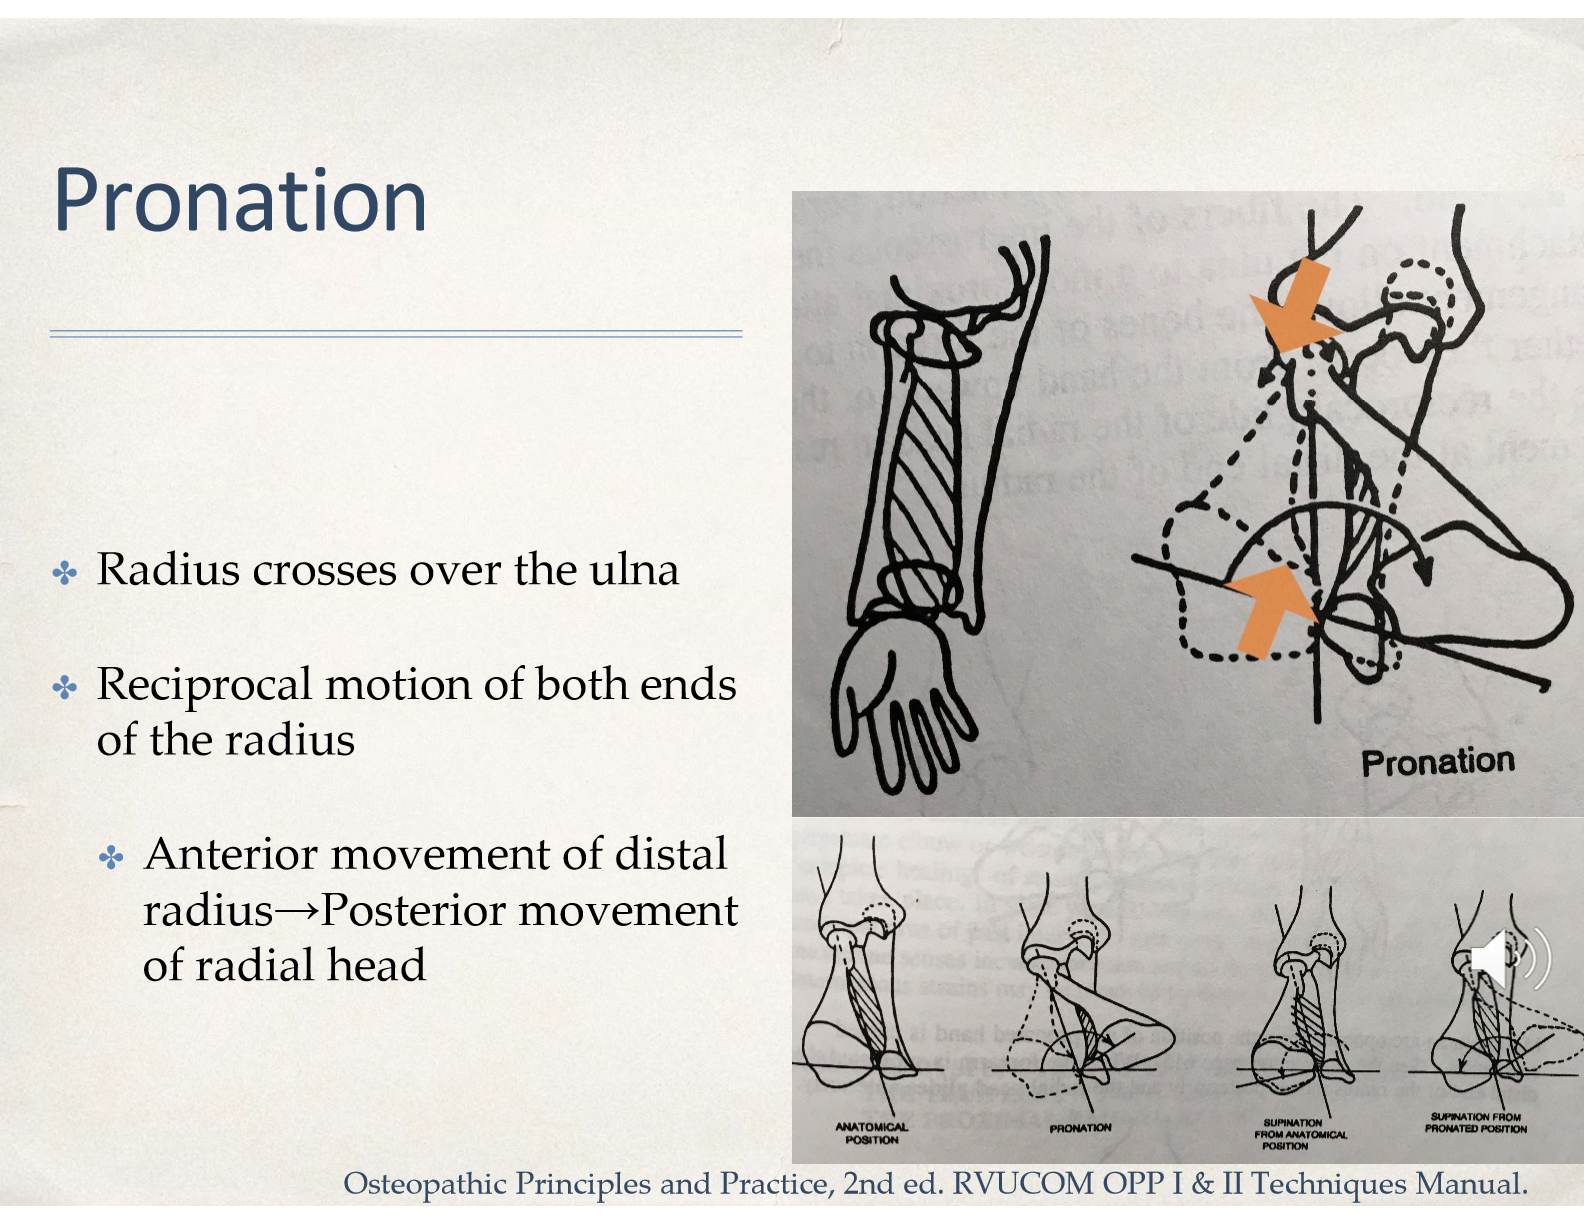 Pronation
Radius crosses over the ulna
Reciprocal motion of both ends
of the radius
Anterior movement of distal
radius→Posterior movement
of radial head
Pronation
ANATOMICAL
POSITION
PRONATION
SUPINATION
FROM ANATOMICAL
POSITION
SUPINATION FROM
PRONATED POSITION
Osteopathic Principles and Practice, 2nd ed. RVUCOM OPP I & II Techniques Manual.